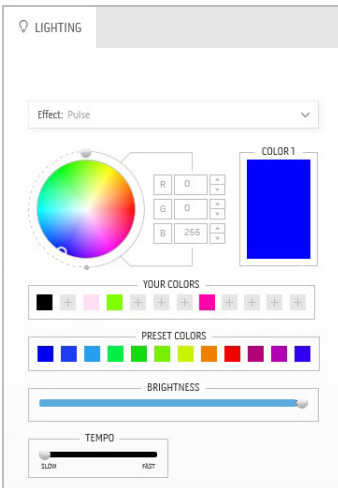 LIGHTING
Effect: Pulse
COLOR 1
R 0
G 0
B 255
YOUR COLORS
PRESET COLORS
BRIGHTNESS
TEMPO
SLOW FAST